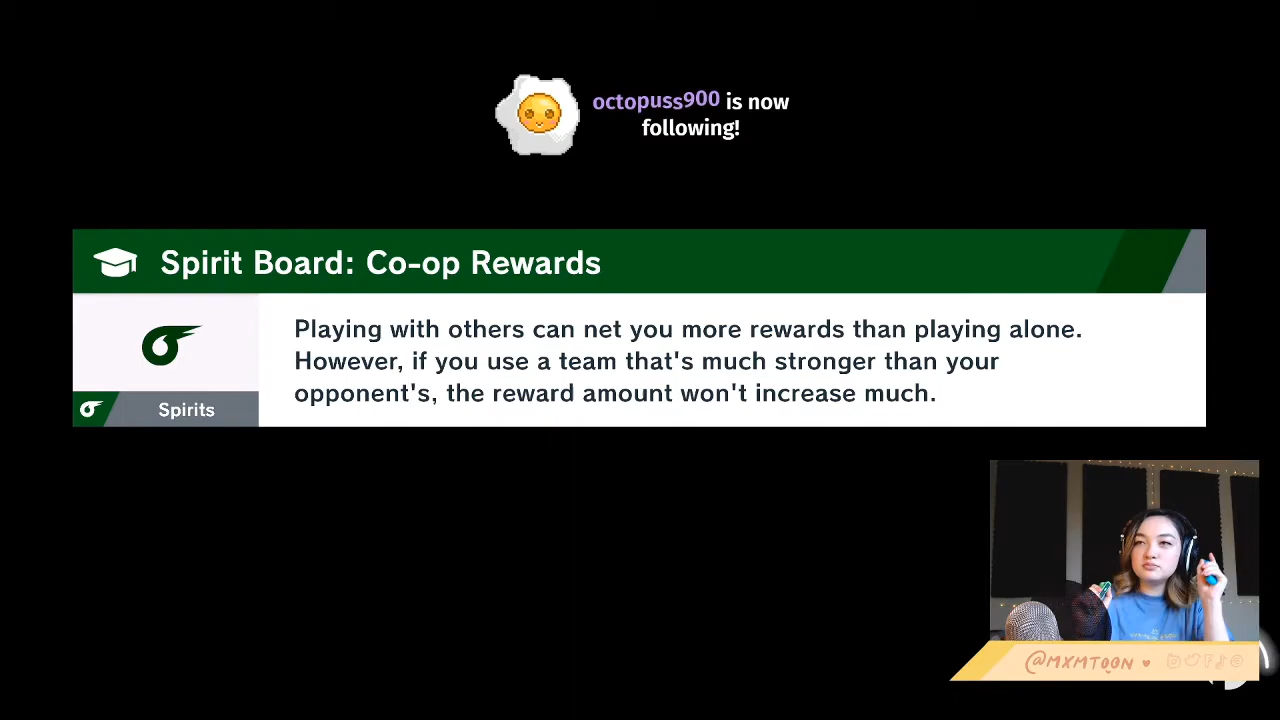 octopuss900 is now
following!
Spirit Board: Co-op Rewards
Playing with others can net you more rewards than playing alone.
However, if you use a team that's much stronger than your
opponent's, the reward amount won't increase much.
Spirits
@MXMTOON